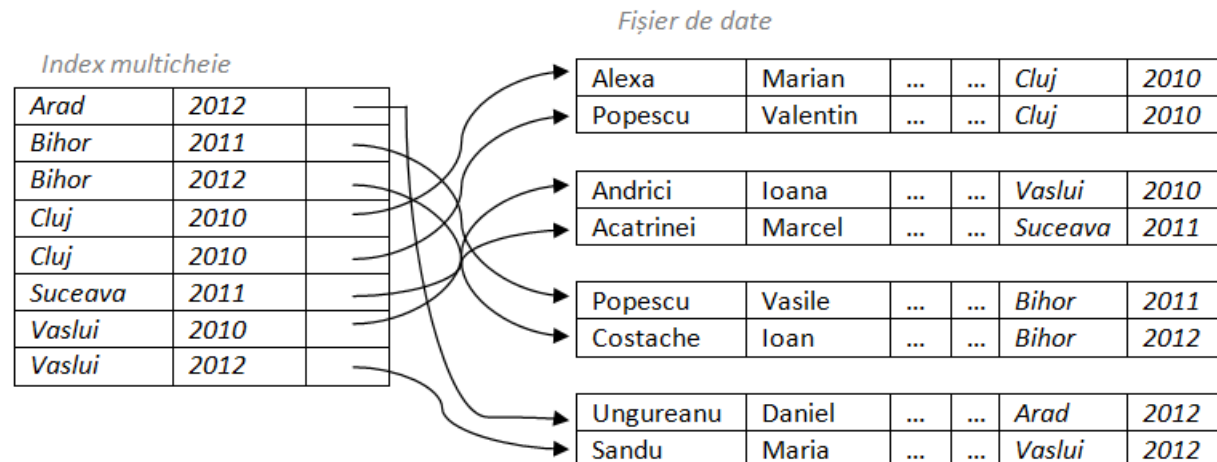 Fișier de date
Index multicheie
Arad 2012
Bihor 2011
Bihor 2012
Cluj 2010
Cluj 2010
Suceava 2011
Vaslui 2010
Vaslui 2012
Alexa Marian ... ... Cluj 2010
Popescu Valentin ... ... Cluj 2010
Andrici Ioana ... ... Vaslui 2010
Acatrinei Marcel ... ... Suceava 2011
Popescu Vasile ... ... Bihor 2011
Costache Ioan ... ... Bihor 2012
Ungureanu Daniel ... ... Arad 2012
Sandu Maria ... ... Vaslui 2012